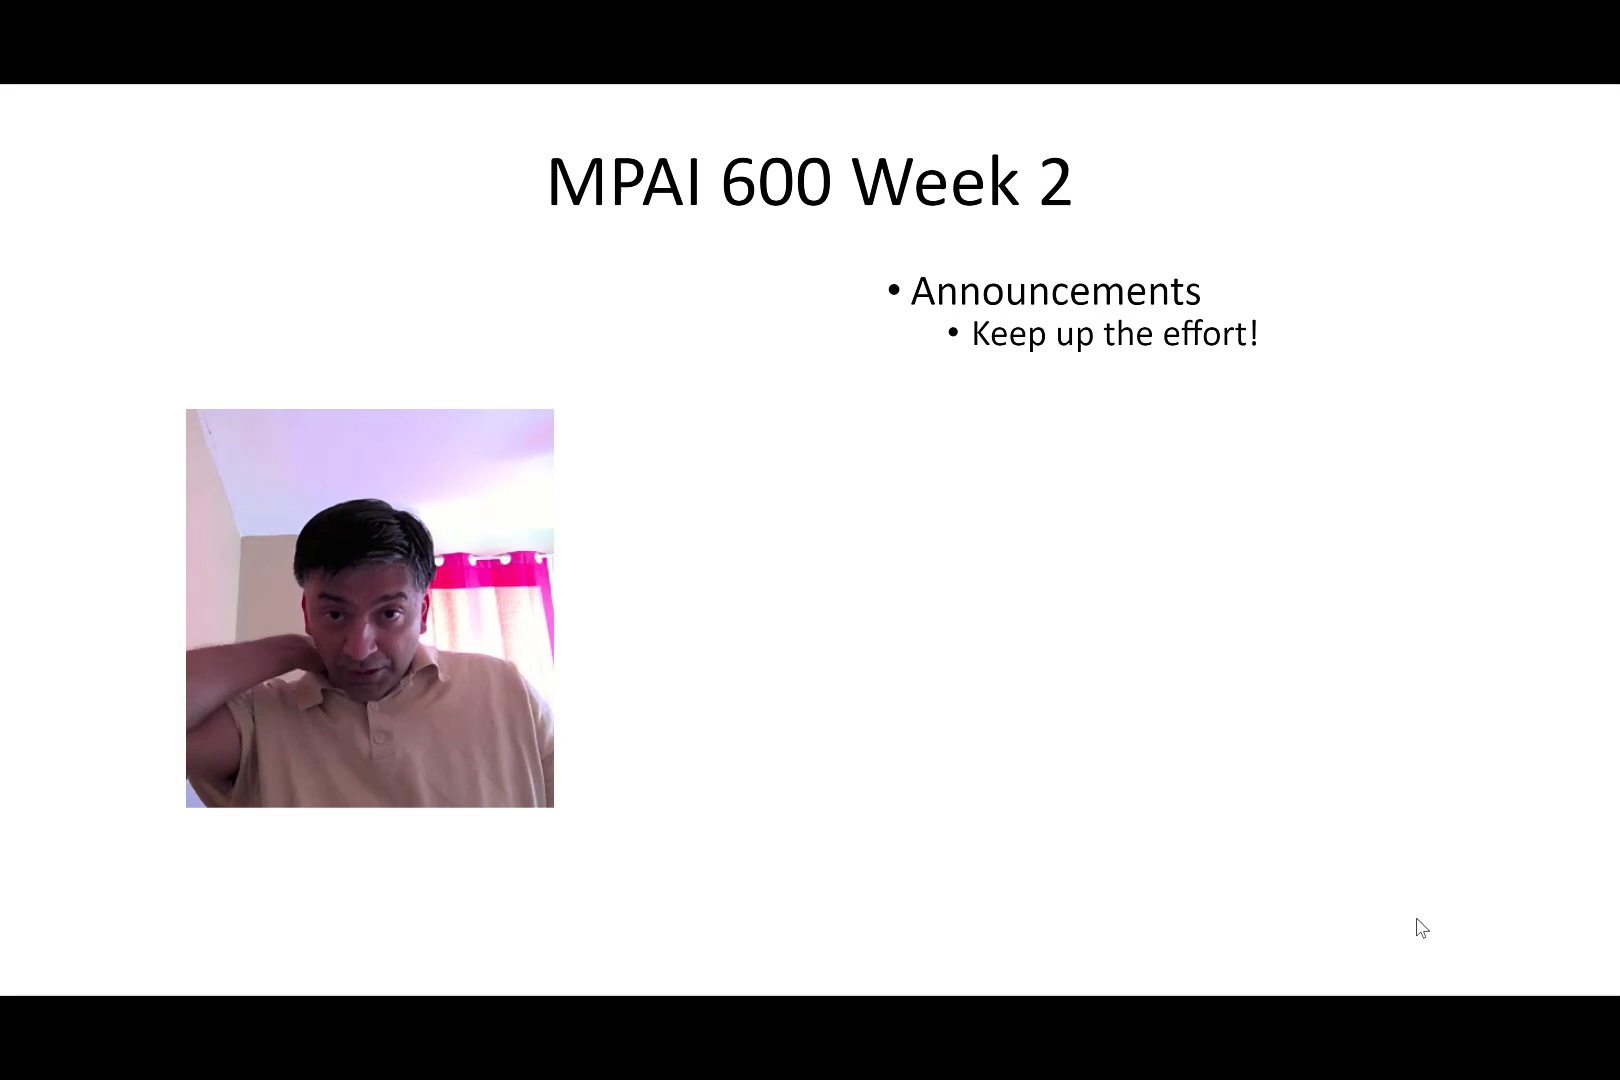 MPAI 600 Week 2
• Announcements
• Keep up the effort!